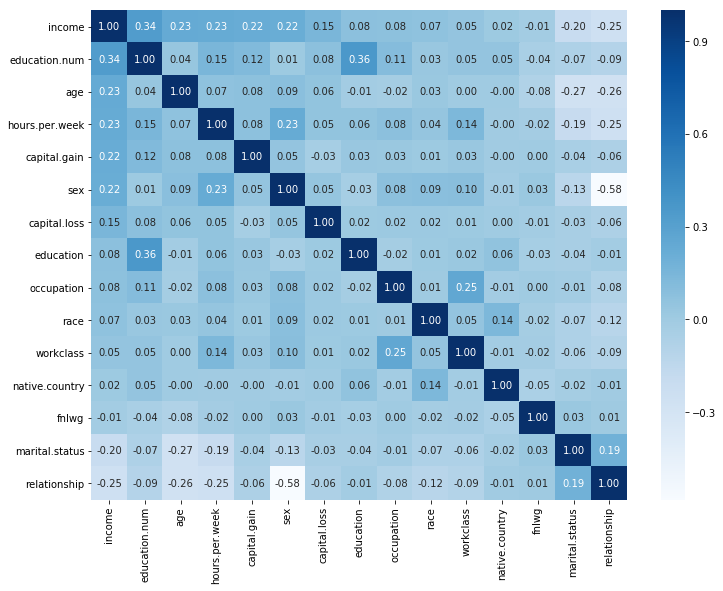 income 1.00 0.34 0.23 0.23 0.22 0.22 0.15 0.08 0.08 0.07 0.05 0.02 -0.01 -0.20 -0.25
education.num 0.34 1.00 0.04 0.15 0.12 0.01 0.08 0.36 0.11 0.03 0.05 0.05 -0.04 -0.07 -0.09
age 0.23 0.04 1.00 0.07 0.08 0.09 0.06 -0.01 -0.02 0.03 0.00 -0.00 -0.08 -0.27 -0.26
hours.per.week 0.23 0.15 0.07 1.00 0.08 0.23 0.05 0.06 0.08 0.04 0.14 -0.00 -0.02 -0.19 -0.25
capital.gain 0.22 0.12 0.08 0.08 1.00 0.05 -0.03 0.03 0.03 0.01 0.03 -0.00 0.00 -0.04 -0.06
sex 0.22 0.01 0.09 0.23 0.05 1.00 0.05 -0.03 0.08 0.09 0.10 -0.01 0.03 -0.13 -0.58
capital.loss 0.15 0.08 0.06 0.05 -0.03 0.05 1.00 0.02 0.02 0.02 0.01 0.00 -0.01 -0.03 -0.06
education 0.08 0.36 -0.01 0.06 0.03 -0.03 0.02 1.00 -0.02 0.01 0.02 0.06 -0.03 -0.04 -0.01
occupation 0.08 0.11 -0.02 0.08 0.03 0.08 0.02 -0.02 1.00 0.01 0.25 -0.01 0.00 -0.01 -0.08
race 0.07 0.03 0.03 0.04 0.01 0.09 0.02 0.01 0.01 1.00 0.05 0.14 -0.02 -0.07 -0.12
workclass 0.05 0.05 0.00 0.14 0.03 0.10 0.01 0.02 0.25 0.05 1.00 -0.01 -0.02 -0.06 -0.09
native.country 0.02 0.05 -0.00 -0.00 -0.00 -0.01 0.00 0.06 -0.01 0.14 -0.01 1.00 -0.05 -0.02 -0.01
fnlwg -0.01 -0.04 -0.08 -0.02 0.00 0.03 -0.01 -0.03 0.00 -0.02 -0.02 -0.05 1.00 0.03 0.01
marital.status -0.20 -0.07 -0.27 -0.19 -0.04 -0.13 -0.03 -0.04 -0.01 -0.07 -0.06 -0.02 0.03 1.00 0.19
relationship -0.25 -0.09 -0.26 -0.25 -0.06 -0.58 -0.06 -0.01 -0.08 -0.12 -0.09 -0.01 0.01 0.19 1.00
income
education.num
age
hours.per.week
capital.gain
sex
capital.loss
education
occupation
race
workclass
native.country
fnlwg
marital.status
relationship
0.9
0.6
0.3
0.0
−0.3